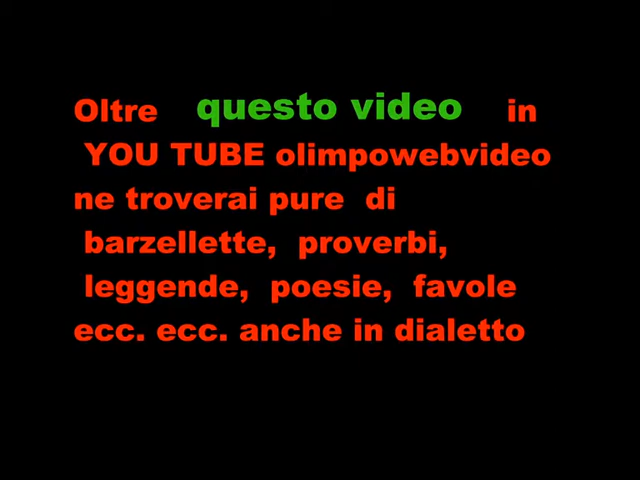 Oltre questo video in
YOU TUBE olimpowebvideo
ne troverai pure di
barzellette, proverbi,
leggende, poesie, favole
ecc. ecc. anche in dialetto